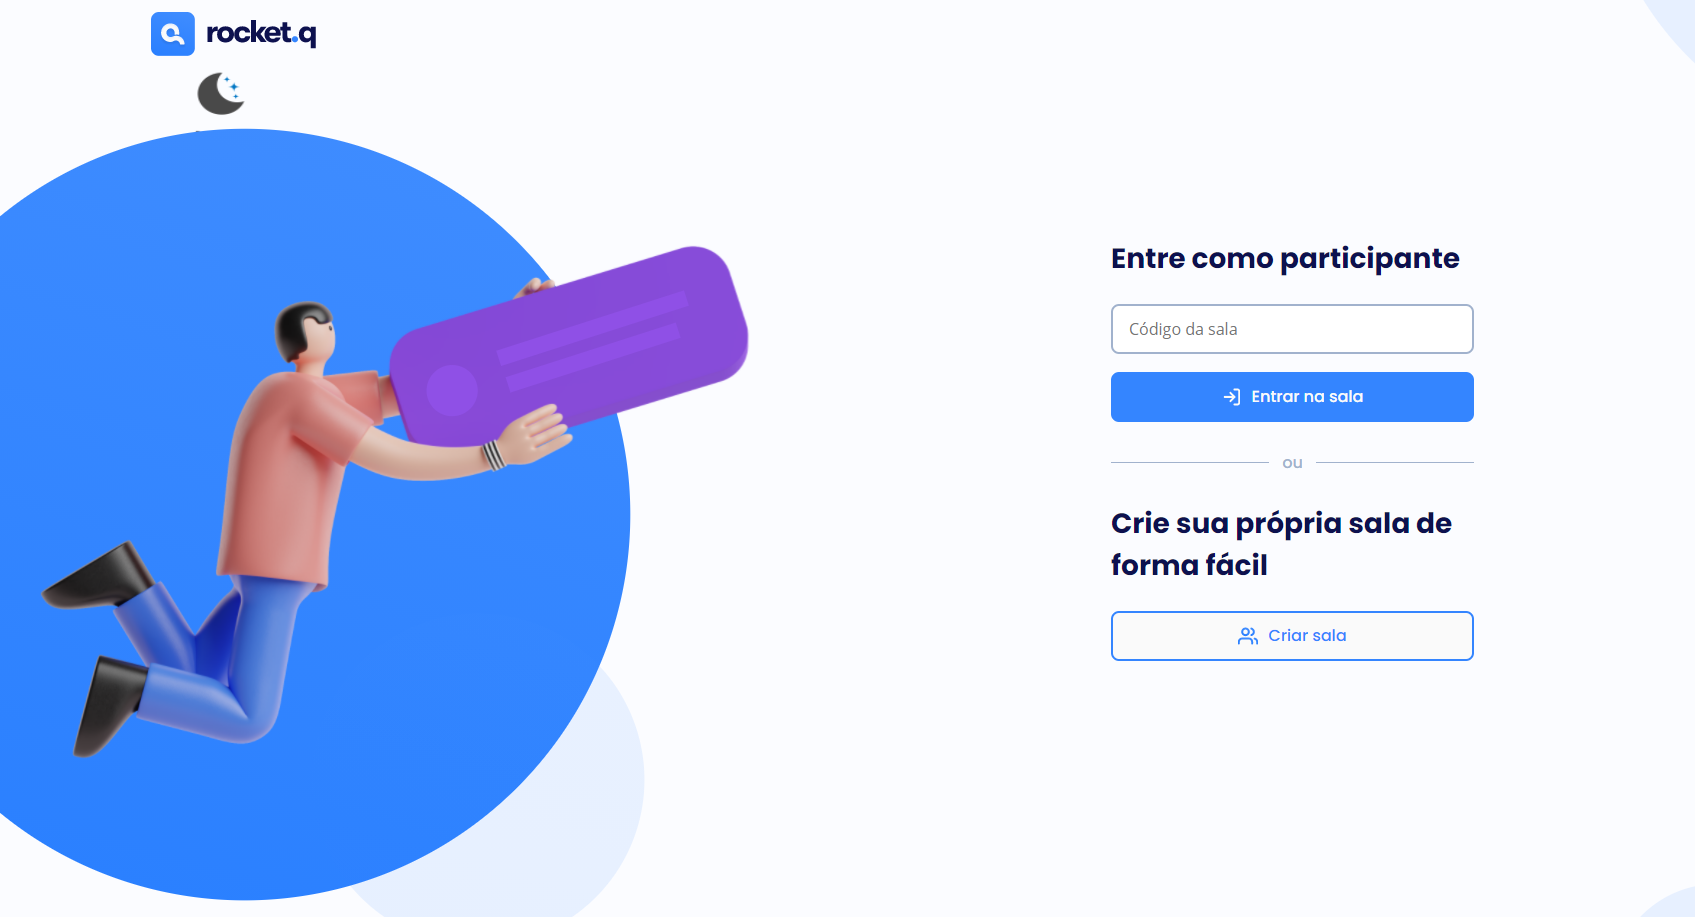 rocket.q
Entre como participante
Código da sala
Entrar na sala
ou
Crie sua própria sala de
forma fácil
Criar sala